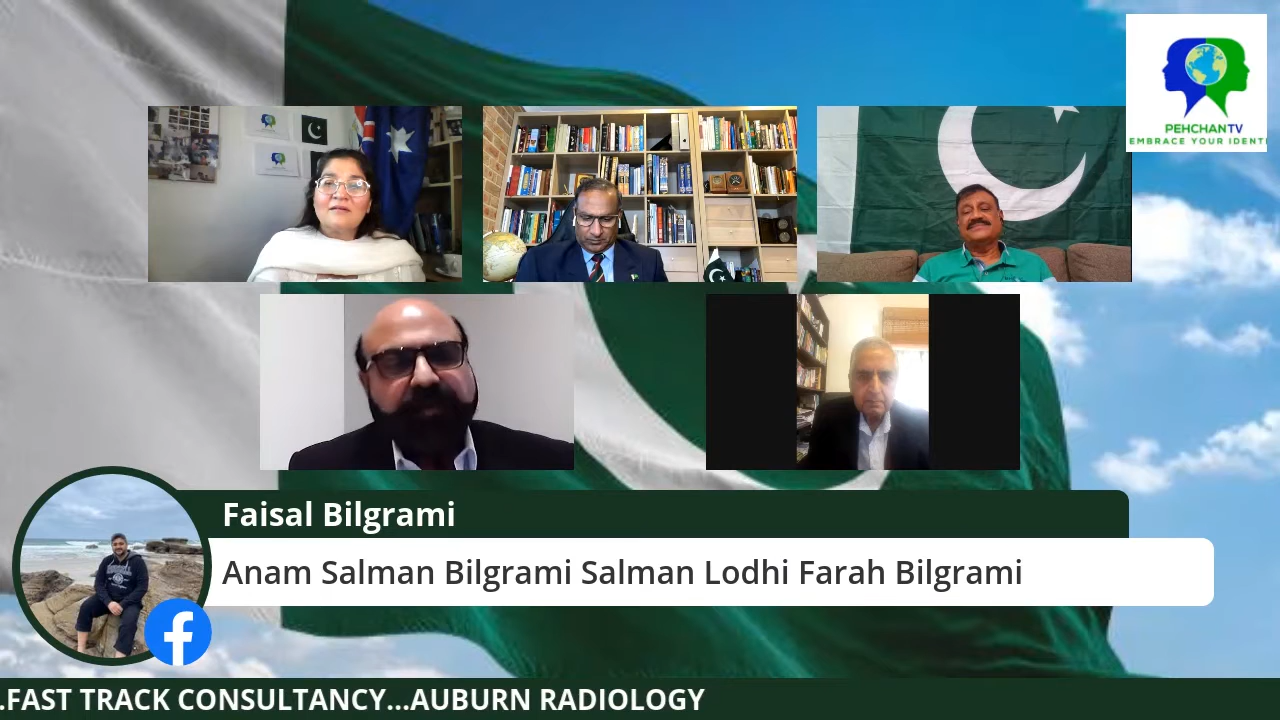 PEHCHANTV
EMBRACE YOUR IDENTI
Faisal Bilgrami
Anam Salman Bilgrami Salman Lodhi Farah Bilgrami
.FAST TRACK CONSULTANCY...AUBURN RADIOLOGY